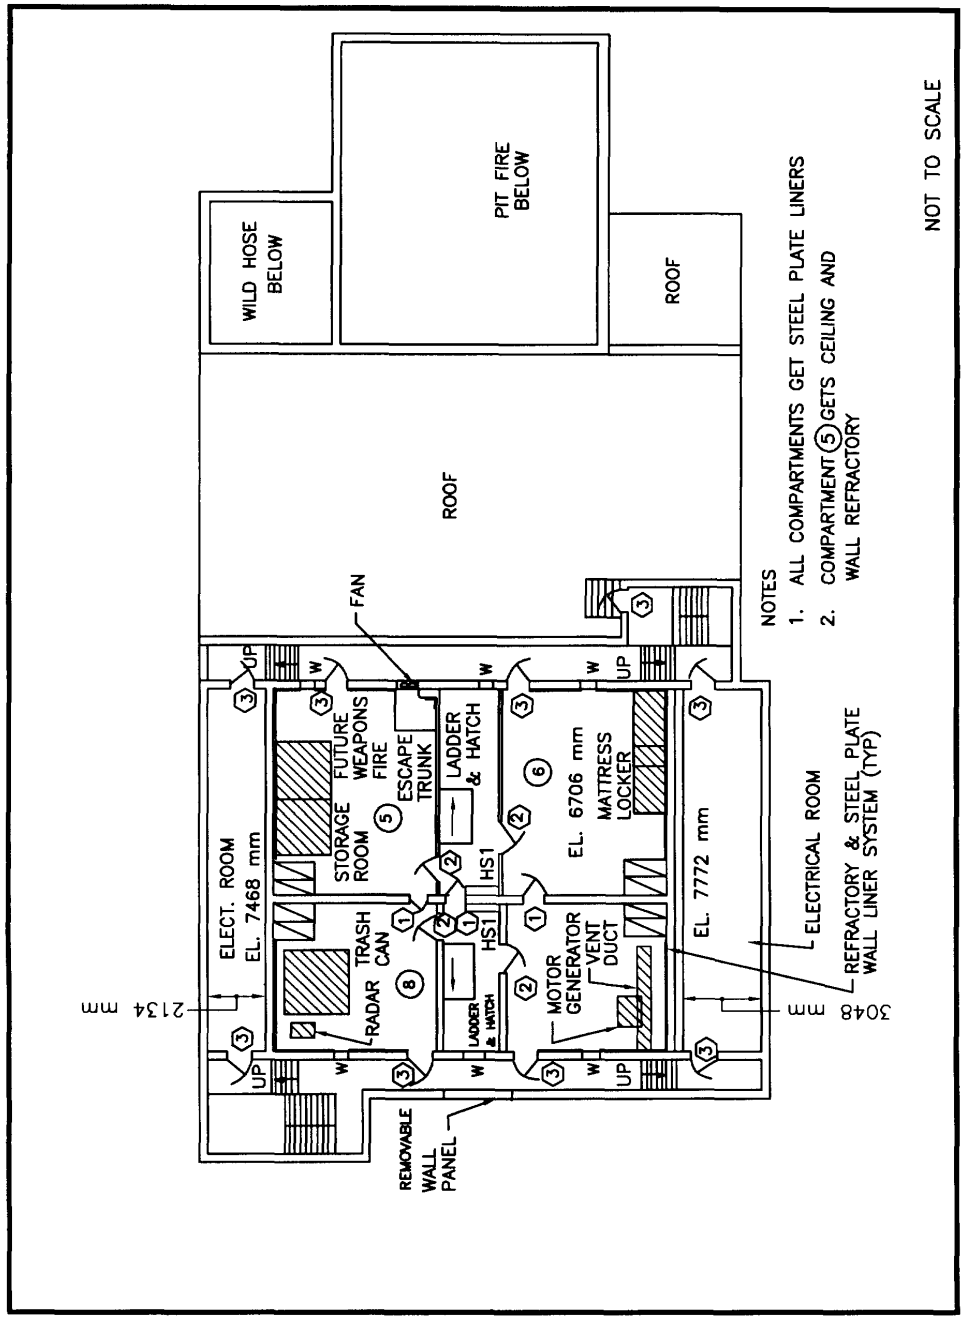 WILD HOSE
BELOW
PIT FIRE
BELOW
ROOF
ROOF
NOT TO SCALE
NOTES
1. ALL COMPARTMENTS GET STEEL PLATE LINERS
2. COMPARTMENT 5 GETS CEILING AND
WALL REFRACTORY
FAN
UP
W
W
W
UP
3
3
3
3
3
ELECT. ROOM
EL. 7468 mm
STORAGE
ROOM
FUTURE
WEAPONS
FIRE
5
ESCAPE
TRUNK
LADDER
& HATCH
HS1
2
2
6
EL. 6706 mm
MATTRESS
LOCKER
EL. 7772 mm
ELECTRICAL ROOM
REFRACTORY & STEEL PLATE
WALL LINER SYSTEM (TYP)
1
2
1
1
HS1
TRASH
CAN
8
RADAR
LADDER
& HATCH
2
MOTOR
GENERATOR
VENT
DUCT
2134 mm
3048 mm
3
3
3
3
UP
W
W
W
UP
REMOVABLE
WALL
PANEL